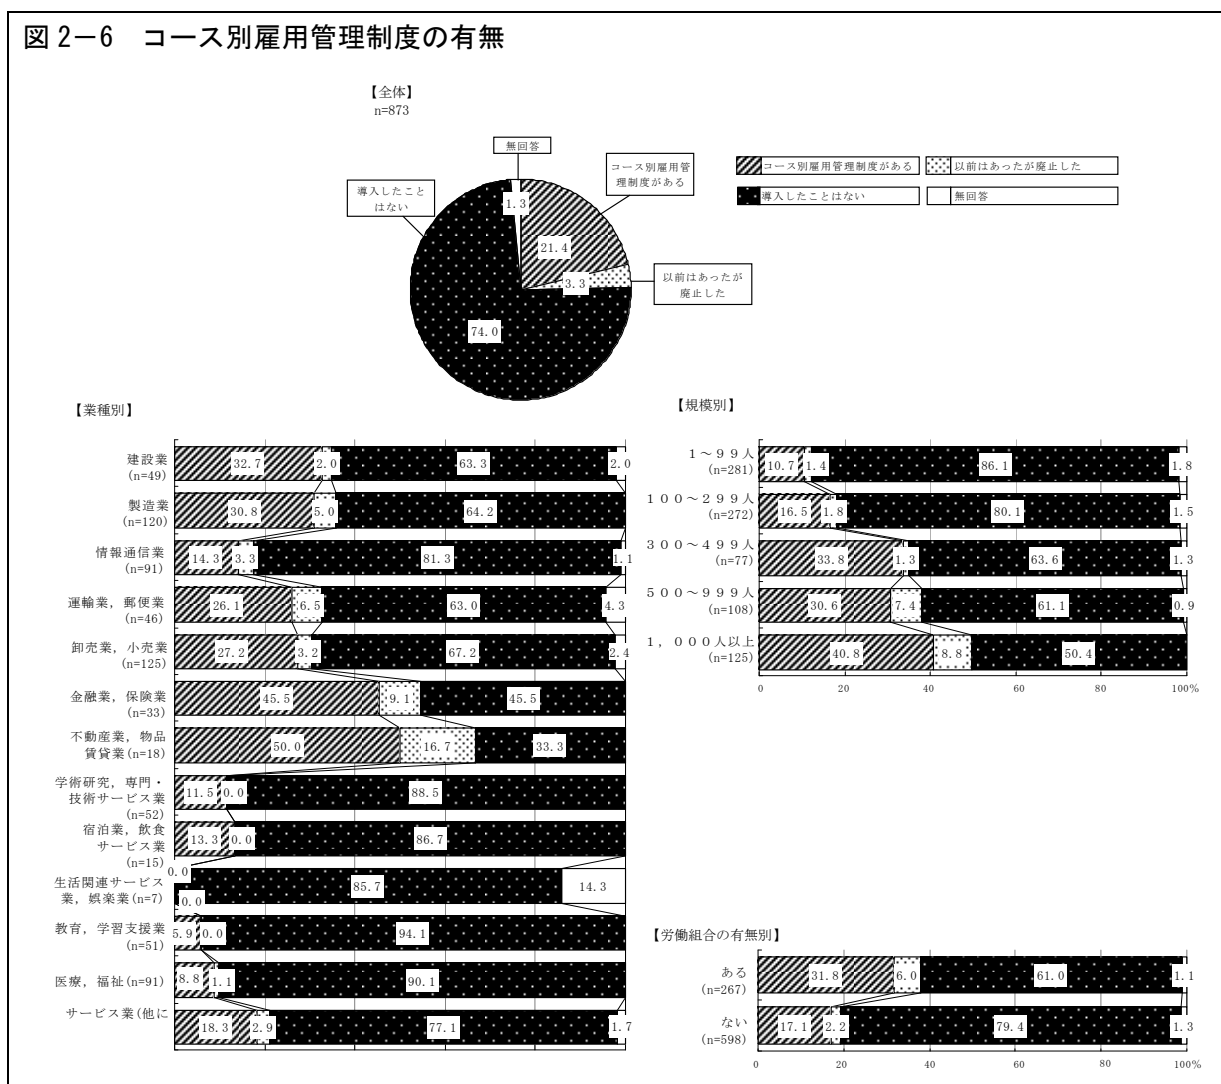 図2－6　コース別雇用管理制度の有無
【全体】
n=873
無回答
コース別雇用管
理制度がある
導入したこと
はない
以前はあったが
廃止した
1.3
21.4
3.3
74.0
コース別雇用管理制度がある
以前はあったが廃止した
導入したことはない
無回答
【業種別】
建設業
(n=49)
32.7 2.0 63.3 2.0
製造業
(n=120)
30.8 5.0 64.2
情報通信業
(n=91)
14.3 3.3 81.3 1.1
運輸業，郵便業
(n=46)
26.1 6.5 63.0 4.3
卸売業，小売業
(n=125)
27.2 3.2 67.2 2.4
金融業，保険業
(n=33)
45.5 9.1 45.5
不動産業，物品
賃貸業(n=18)
50.0 16.7 33.3
学術研究，専門・
技術サービス業
(n=52)
11.5 0.0 88.5
宿泊業，飲食
サービス業
(n=15)
13.3 0.0 86.7
生活関連サービス
業，娯楽業(n=7)
0.0 0.0 85.7 14.3
教育，学習支援業
(n=51)
5.9 0.0 94.1
医療，福祉(n=91)
8.8 1.1 90.1
サービス業(他に
18.3 2.9 77.1 1.7
【規模別】
１～９９人
(n=281)
10.7 1.4 86.1 1.8
１００～２９９人
(n=272)
16.5 1.8 80.1 1.5
３００～４９９人
(n=77)
33.8 1.3 63.6 1.3
５００～９９９人
(n=108)
30.6 7.4 61.1 0.9
１，０００人以上
(n=125)
40.8 8.8 50.4
0 20 40 60 80 100%
【労働組合の有無別】
ある
(n=267)
31.8 6.0 61.0 1.1
ない
(n=598)
17.1 2.2 79.4 1.3
0 20 40 60 80 100%